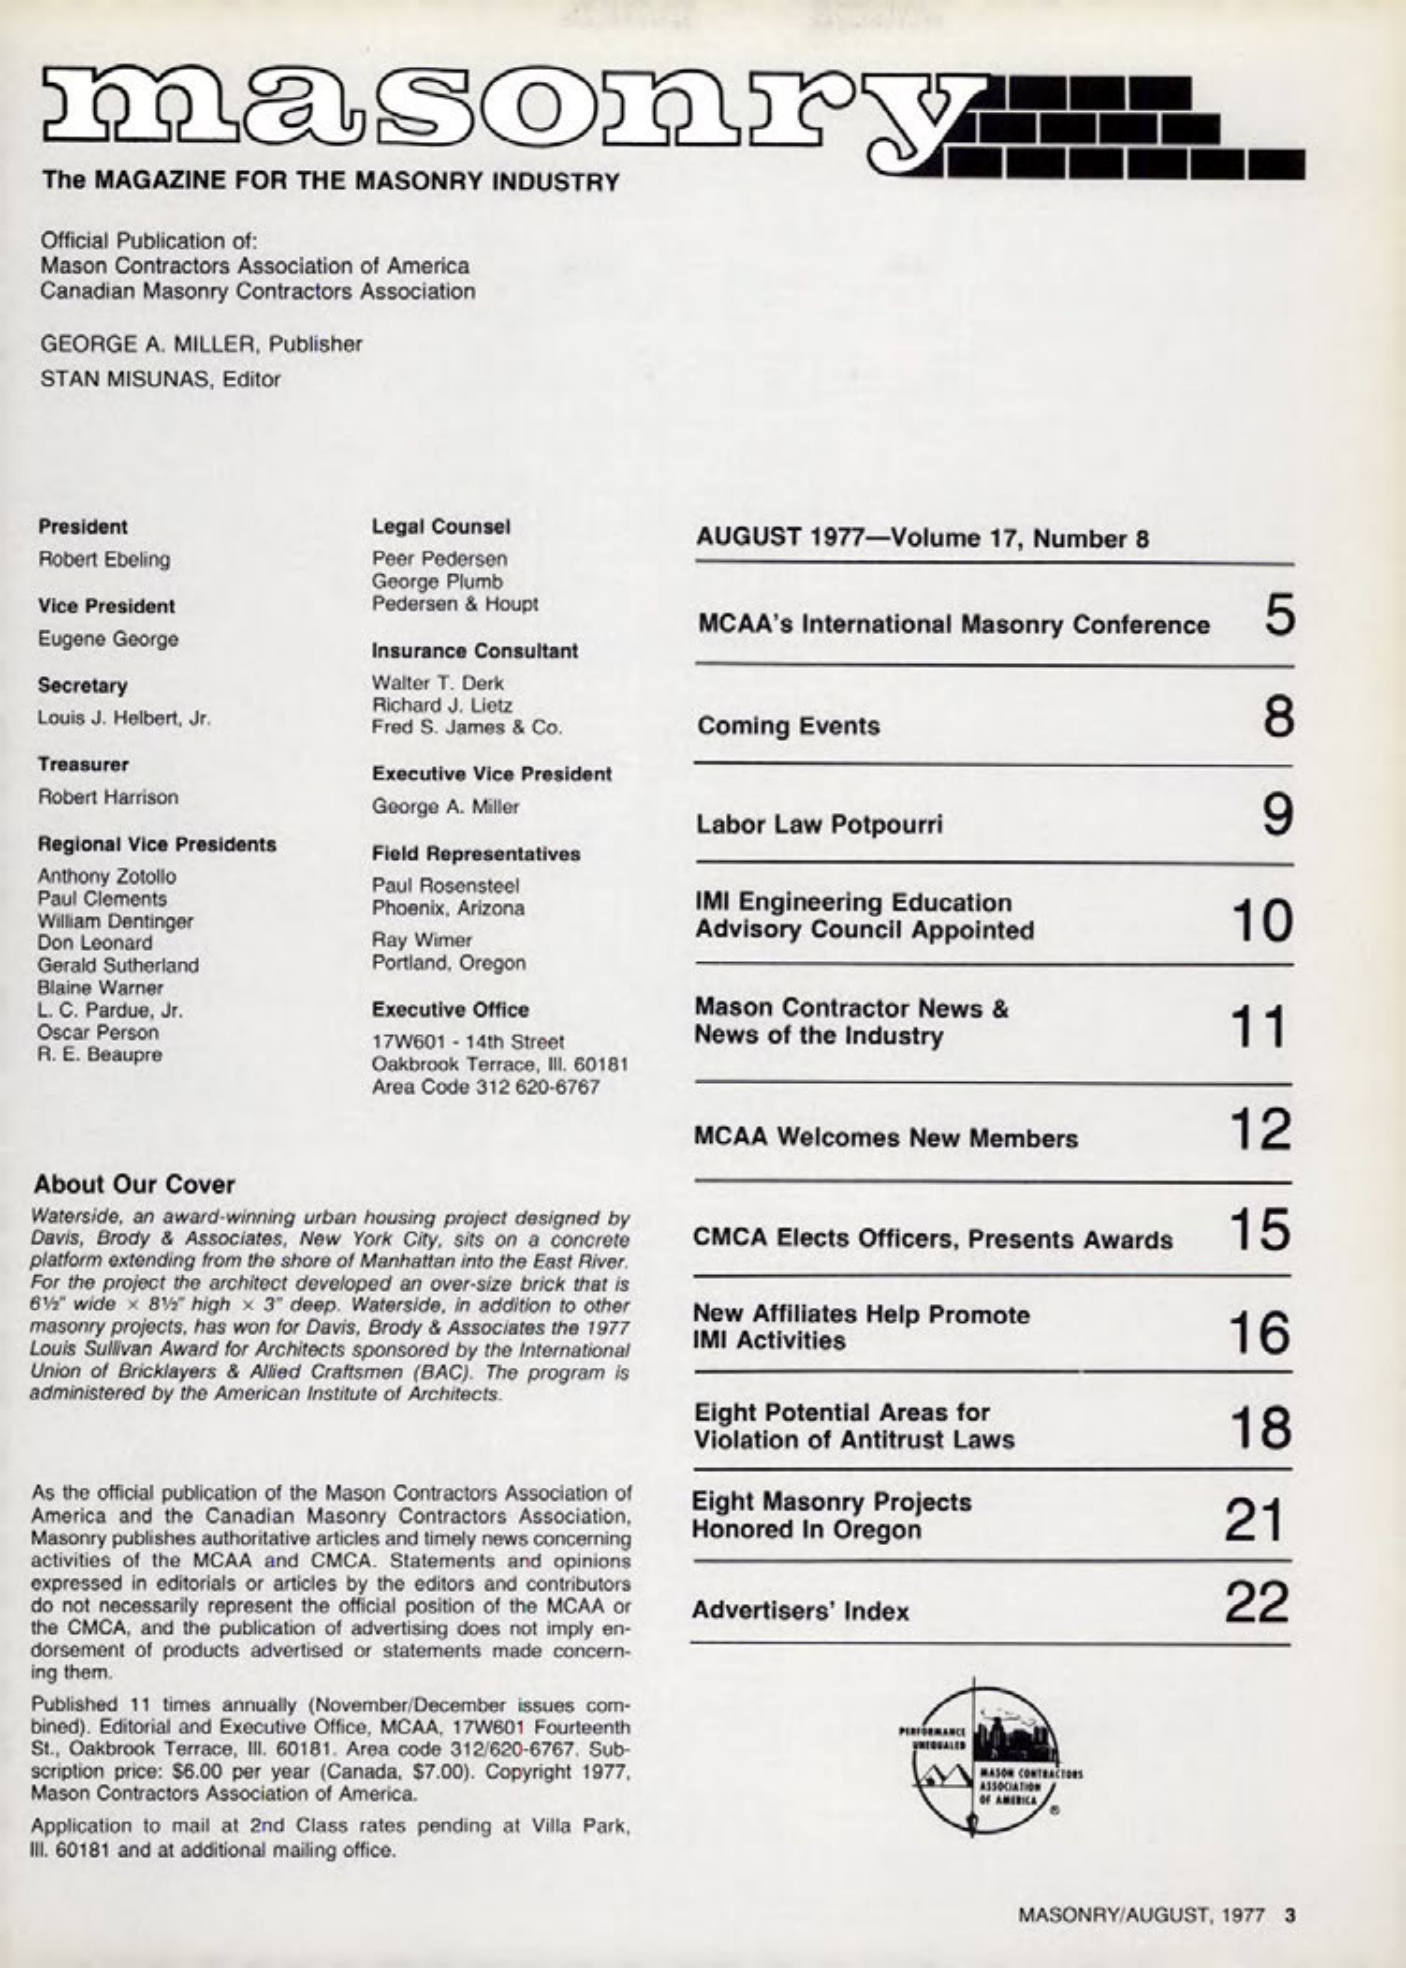 masonry
The MAGAZINE FOR THE MASONRY INDUSTRY
Official Publication of:
Mason Contractors Association of America
Canadian Masonry Contractors Association
GEORGE A. MILLER, Publisher
STAN MISUNAS, Editor
President
Robert Ebeling
Vice President
Eugene George
Secretary
Louis J. Helbert, Jr.
Treasurer
Robert Harrison
Regional Vice Presidents
Anthony Zotollo
Paul Clements
William Dentinger
Don Leonard
Gerald Sutherland
Blaine Warner
L. C. Pardue, Jr.
Oscar Person
R. E. Beaupre
Legal Counsel
Peer Pedersen
George Plumb
Pedersen & Houpt
Insurance Consultant
Walter T. Derk
Richard J. Lietz
Fred S. James & Co.
Executive Vice President
George A. Miller
Field Representatives
Paul Rosensteel
Phoenix, Arizona
Ray Wimer
Portland, Oregon
Executive Office
17W601 - 14th Street
Oakbrook Terrace, Ill. 60181
Area Code 312 620-6767
About Our Cover
Waterside, an award-winning urban housing project designed by
Davis, Brody & Associates, New York City, sits on a concrete
platform extending from the shore of Manhattan into the East River.
For the project the architect developed an over-size brick that is
6½" wide × 8½" high × 3" deep. Waterside, in addition to other
masonry projects, has won for Davis, Brody & Associates the 1977
Louis Sullivan Award for Architects sponsored by the International
Union of Bricklayers & Allied Craftsmen (BAC). The program is
administered by the American Institute of Architects.
As the official publication of the Mason Contractors Association of
America and the Canadian Masonry Contractors Association,
Masonry publishes authoritative articles and timely news concerning
activities of the MCAA and CMCA. Statements and opinions
expressed in editorials or articles by the editors and contributors
do not necessarily represent the official position of the MCAA or
the CMCA, and the publication of advertising does not imply en-
dorsement of products advertised or statements made concern-
ing them.
Published 11 times annually (November/December issues com-
bined). Editorial and Executive Office, MCAA, 17W601 Fourteenth
St., Oakbrook Terrace, Ill. 60181. Area code 312/620-6767. Sub-
scription price: $6.00 per year (Canada, $7.00). Copyright 1977,
Mason Contractors Association of America.
Application to mail at 2nd Class rates pending at Villa Park,
Ill. 60181 and at additional mailing office.
AUGUST 1977—Volume 17, Number 8
MCAA's International Masonry Conference 5
Coming Events 8
Labor Law Potpourri 9
IMI Engineering Education
Advisory Council Appointed 10
Mason Contractor News &
News of the Industry 11
MCAA Welcomes New Members 12
CMCA Elects Officers, Presents Awards 15
New Affiliates Help Promote
IMI Activities 16
Eight Potential Areas for
Violation of Antitrust Laws 18
Eight Masonry Projects
Honored In Oregon 21
Advertisers' Index 22
PERFORMANCE
UNEQUALED
MASON CONTRACTORS
ASSOCIATION
OF AMERICA
®
MASONRY/AUGUST, 1977 3